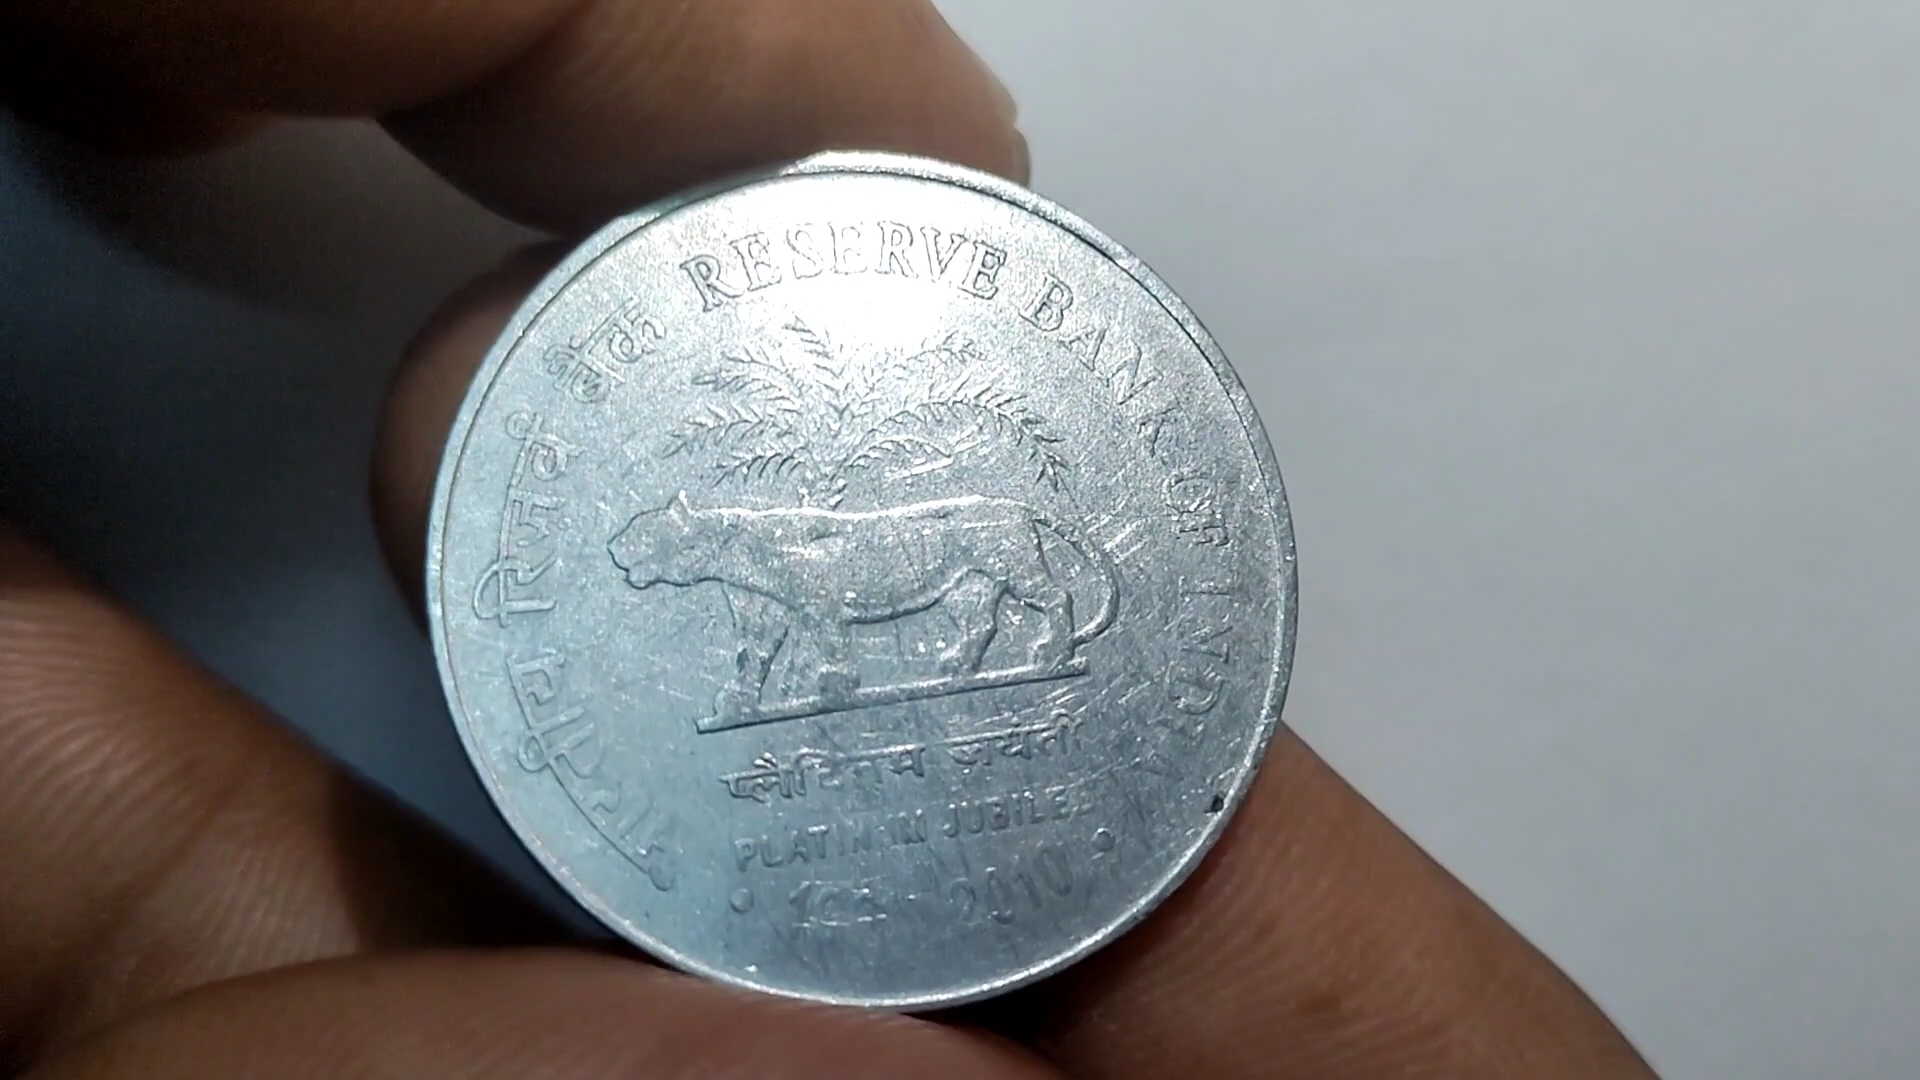 भारतीय रिज़र्व बैंक RESERVE BANK OF INDIA
प्लैटिनम जयंती
PLATINUM JUBILEE
2010